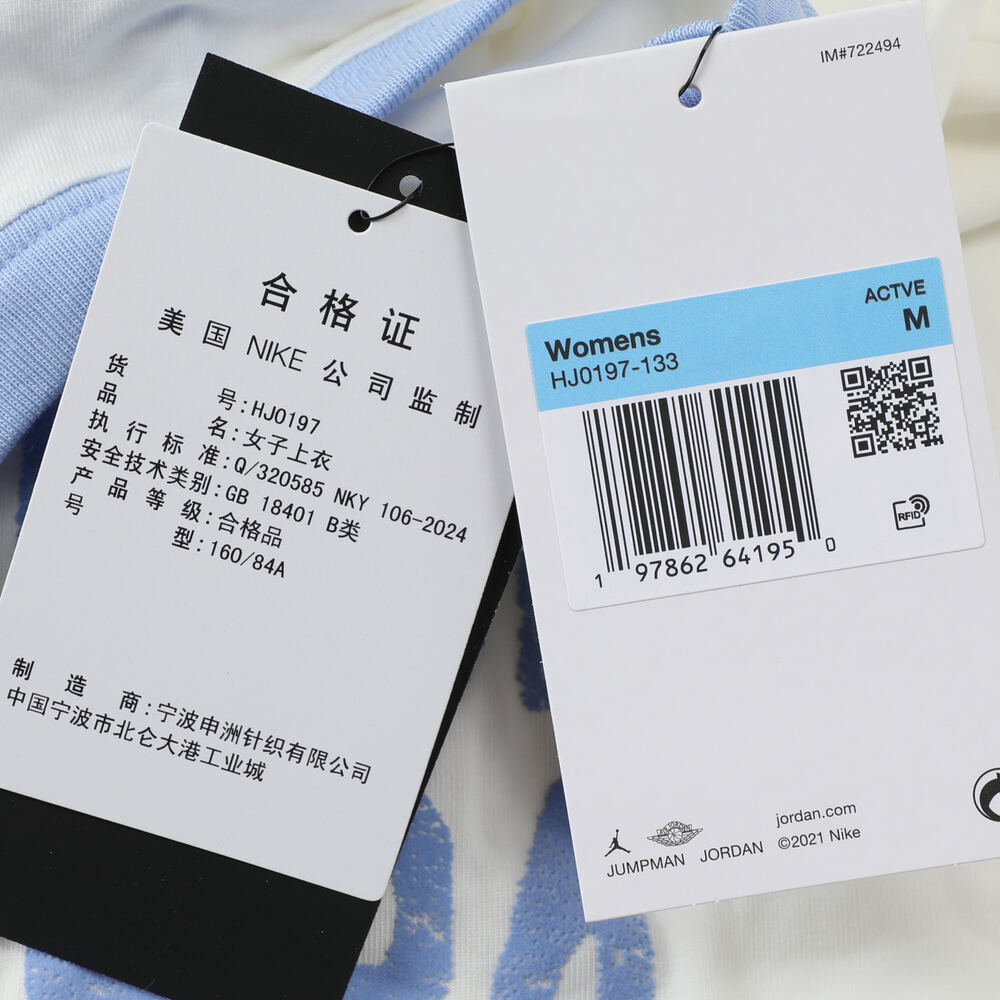 合格证
美国 NIKE 公司监制
货号:HJ0197
品名:女子上衣
执行标准:Q/320585 NKY 106-2024
安全技术类别:GB 18401 B类
产品等级:合格品
号型:160/84A
制造商:宁波申洲针织有限公司
中国宁波市北仑大港工业城
IM#722494
ACTVE
Womens M
HJ0197-133
RFID
1 97862 64195 0
jordan.com
JUMPMAN JORDAN ©2021 Nike